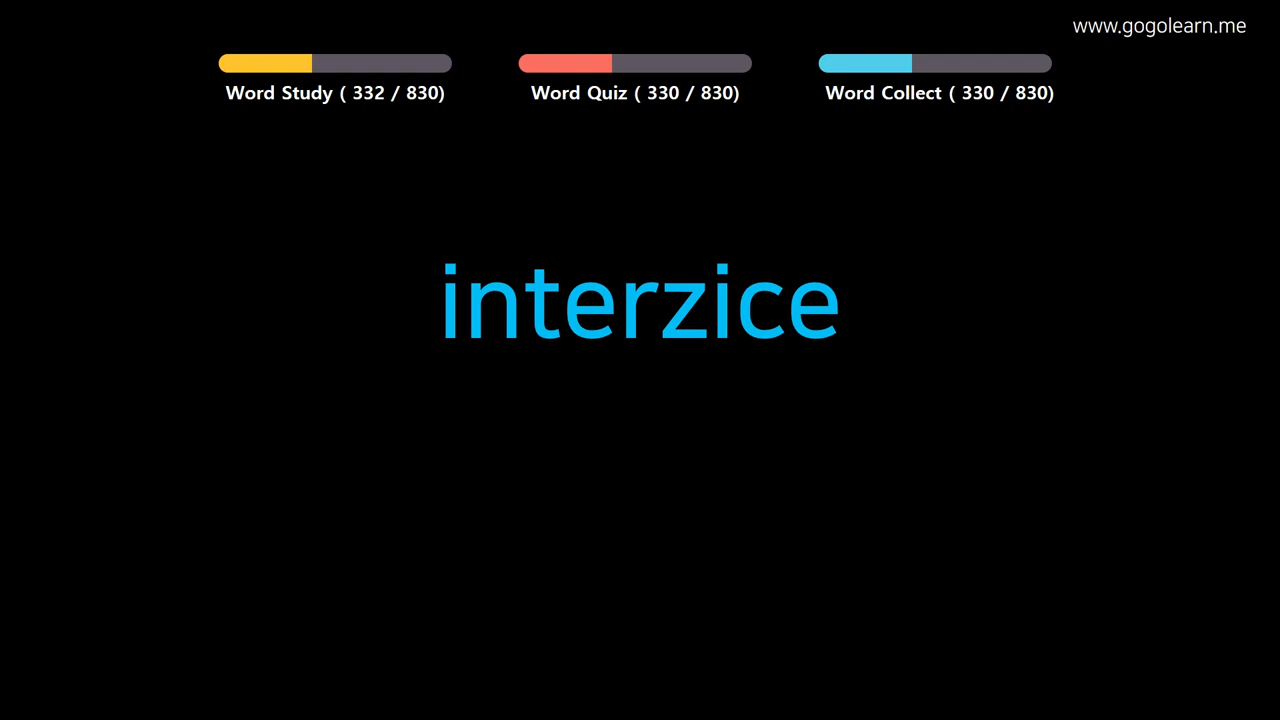 www.gogolearn.me
Word Study ( 332 / 830)
Word Quiz ( 330 / 830)
Word Collect ( 330 / 830)
interzice